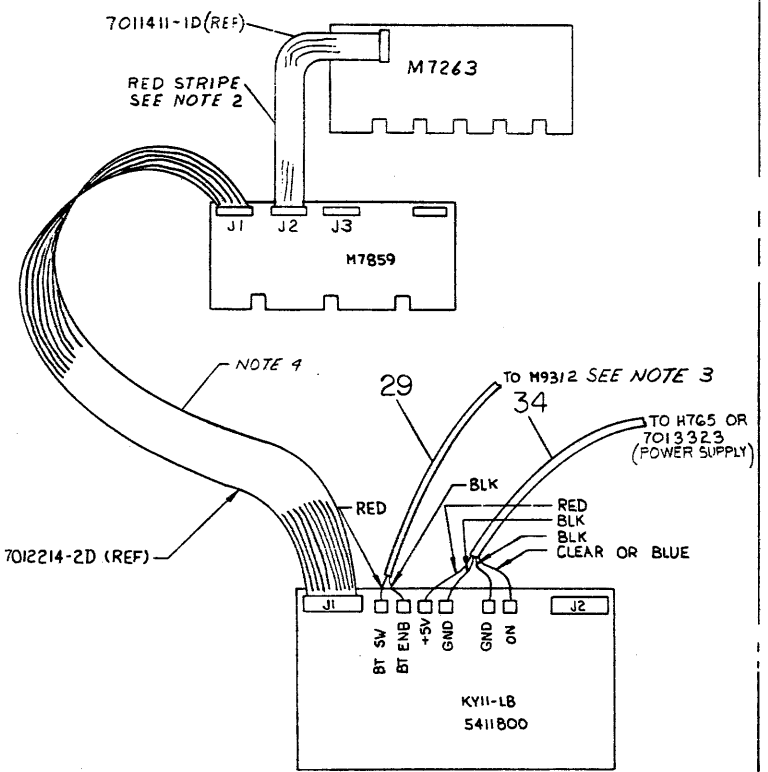 7011411-1D(REF)
M7263
RED STRIPE
SEE NOTE 2
J1 J2 J3
M7859
NOTE 4
29
TO M9312 SEE NOTE 3
34
TO H765 OR
7013323
(POWER SUPPLY)
RED
BLK
RED
BLK
BLK
CLEAR OR BLUE
7012214-2D (REF)
J1
BT SW
BT ENB
+5V
GND
GND
ON
J2
KY11-LB
5411800